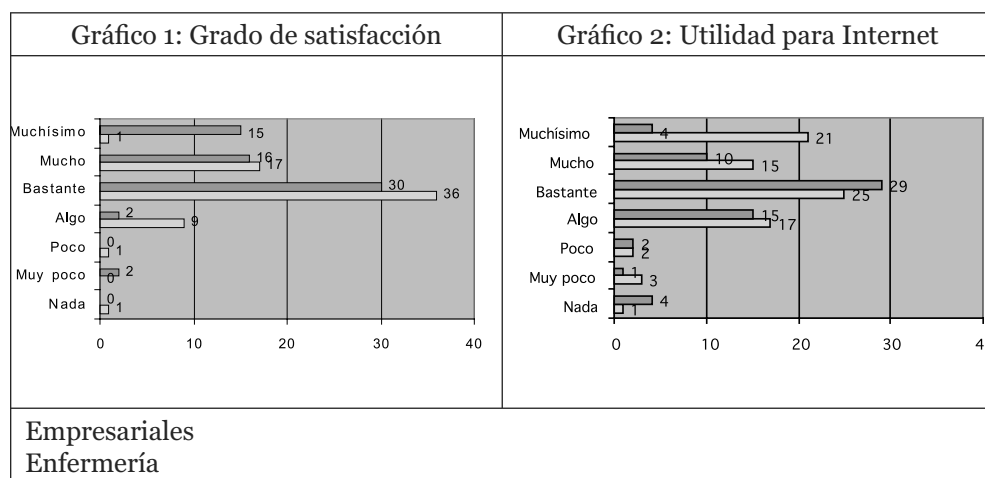 Gráfico 1: Grado de satisfacción
Muchísimo 15 1
Mucho 16 17
Bastante 30 36
Algo 2 9
Poco 0 1
Muy poco 2 0
Nada 0 1
0 10 20 30 40
Gráfico 2: Utilidad para Internet
Muchísimo 4 21
Mucho 10 15
Bastante 29 25
Algo 15 17
Poco 2 2
Muy poco 1 3
Nada 4 1
0 10 20 30 4
Empresariales
Enfermería